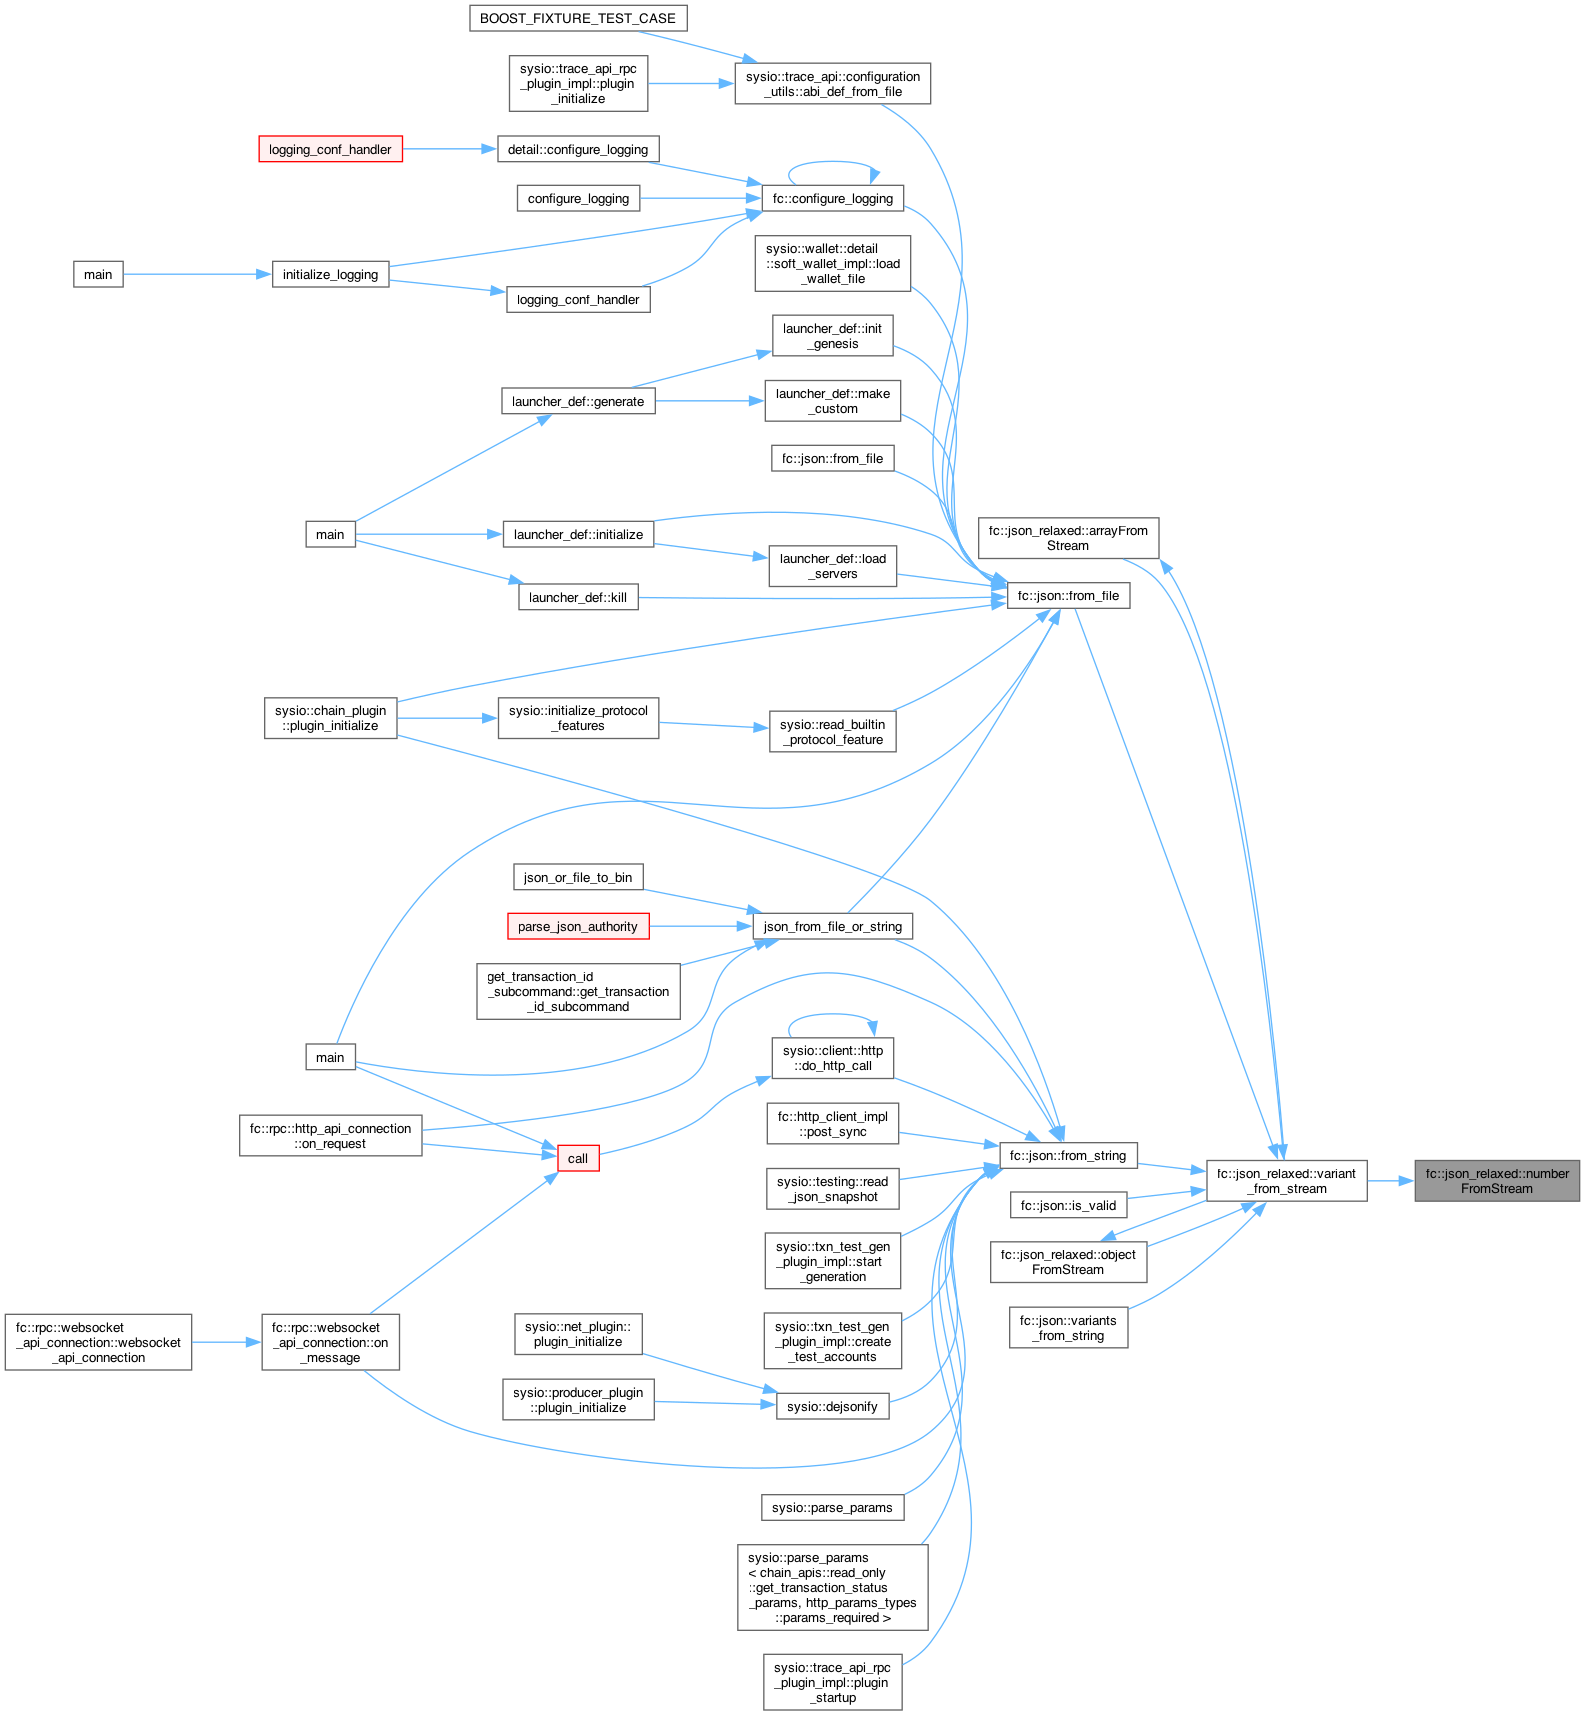 BOOST_FIXTURE_TEST_CASE
sysio::trace_api_rpc
_plugin_impl::plugin
_initialize
sysio::trace_api::configuration
_utils::abi_def_from_file
logging_conf_handler
detail::configure_logging
configure_logging
fc::configure_logging
sysio::wallet::detail
::soft_wallet_impl::load
_wallet_file
main
initialize_logging
logging_conf_handler
launcher_def::init
_genesis
launcher_def::generate
launcher_def::make
_custom
fc::json::from_file
main
launcher_def::initialize
launcher_def::load
_servers
launcher_def::kill
fc::json_relaxed::arrayFrom
Stream
fc::json::from_file
sysio::chain_plugin
::plugin_initialize
sysio::initialize_protocol
_features
sysio::read_builtin
_protocol_feature
json_or_file_to_bin
parse_json_authority
json_from_file_or_string
get_transaction_id
_subcommand::get_transaction
_id_subcommand
main
sysio::client::http
::do_http_call
fc::rpc::http_api_connection
::on_request
call
fc::http_client_impl
::post_sync
fc::json::from_string
sysio::testing::read
_json_snapshot
fc::json_relaxed::variant
_from_stream
fc::json_relaxed::number
FromStream
fc::json::is_valid
sysio::txn_test_gen
_plugin_impl::start
_generation
fc::json_relaxed::object
FromStream
fc::json::variants
_from_string
fc::rpc::websocket
_api_connection::websocket
_api_connection
fc::rpc::websocket
_api_connection::on
_message
sysio::net_plugin::
plugin_initialize
sysio::txn_test_gen
_plugin_impl::create
_test_accounts
sysio::producer_plugin
::plugin_initialize
sysio::dejsonify
sysio::parse_params
sysio::parse_params
< chain_apis::read_only
::get_transaction_status
_params, http_params_types
::params_required >
sysio::trace_api_rpc
_plugin_impl::plugin
_startup